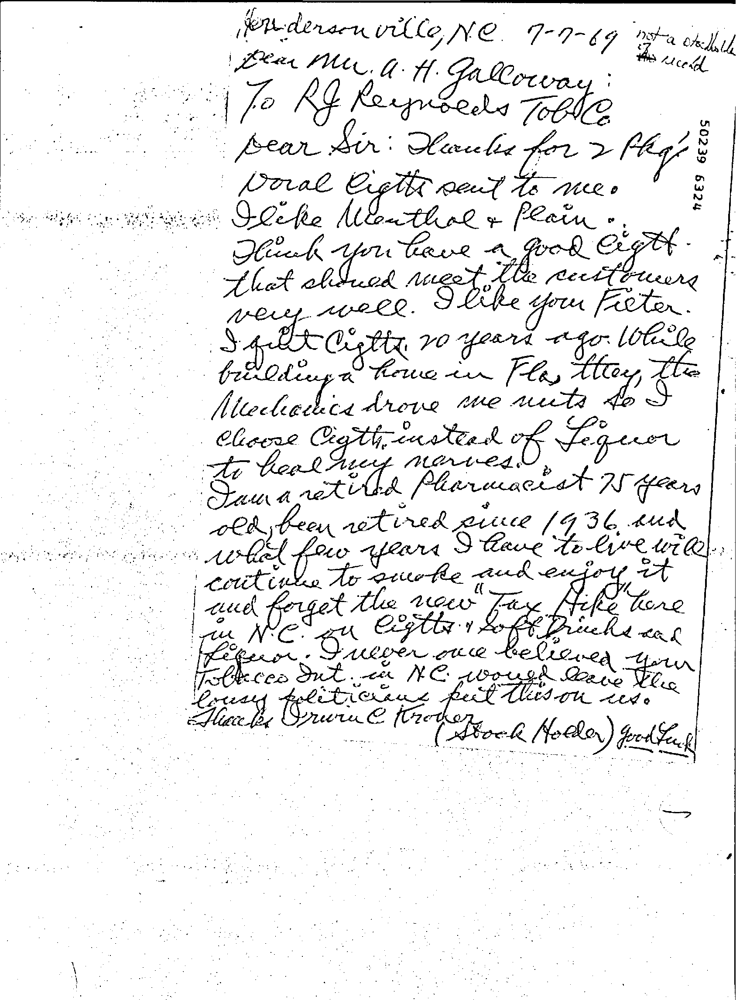 Hendersonville, N.C. 7-7-69
not a stockholder
record
Dear Mr. A. H. Galloway:
To RJ Reynolds Tob. Co
50239 6324
Dear Sir: Thanks for 2 Pkg's
Doral Cigtts sent to me.
I like Menthol + Plain.
Think you have a good Cigtt.
that should meet the customers
very well. I like your Filter.
I quit Cigtts. 20 years ago. While
building a home in Fla, they, the
Mechanics drove me nuts so I
choose Cigtts. instead of Liquor
to heal my nerves.
I am a retired Pharmacist 75 years
old, been retired since 1936 and
what few years I have to live will
continue to smoke and enjoy it
and forget the new "Tax Hike" here
in N.C. on Cigtts + Soft Drinks and
Liquor. I never once believed your
Tobacco Int. in N.C. would leave the
lousy politicians put this on us.
Thanks Irwin C Kroner
(Stock Holder) Good Luck